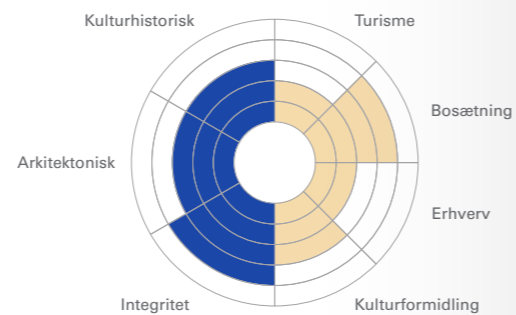 Kulturhistorisk
Turisme
Bosætning
Arkitektonisk
Erhverv
Integritet
Kulturformidling